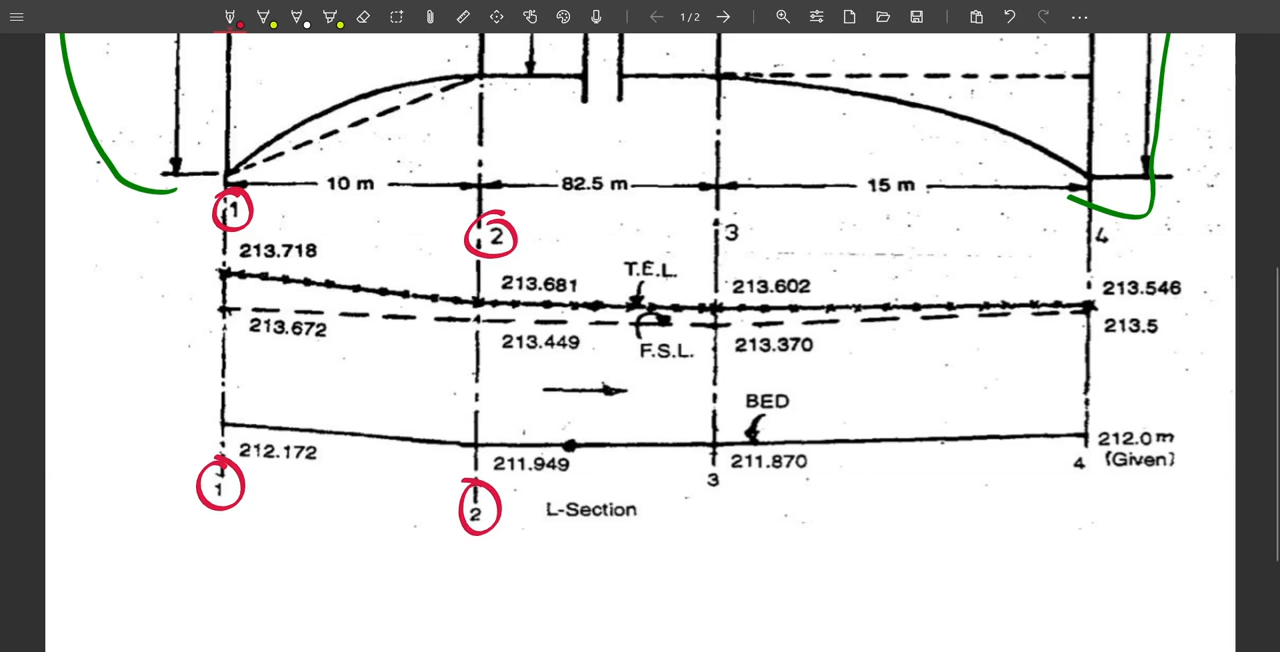 1/2
10 m
82.5 m
15 m
1
2
3
4
213.718
213.681
T.E.L.
213.602
213.546
213.672
213.449
F.S.L.
213.370
213.5
BED
212.172
211.949
211.870
212.0 m
(Given)
1
2
3
4
L-Section